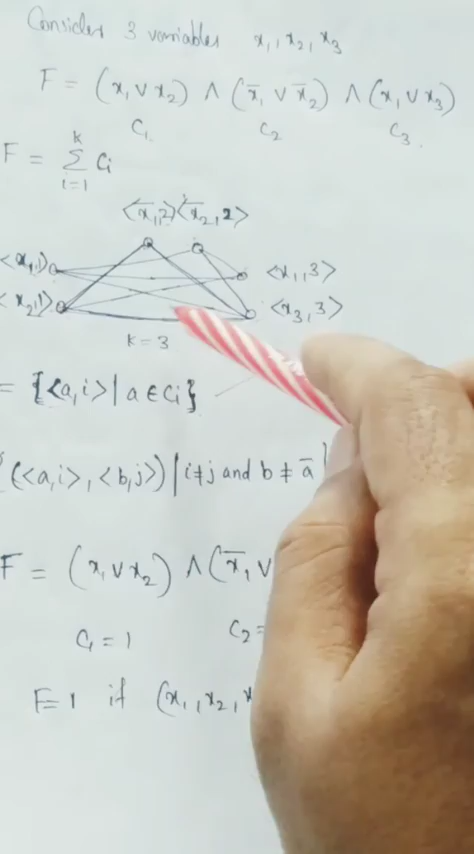 Consider 3 variables x₁, x₂, x₃
F = (x₁ ∨ x₂) ∧ (x̄₁ ∨ x̄₂) ∧ (x₁ ∨ x₃)
C₁ C₂ C₃.
F = Σ Ci
k
i=1
<x̄₁, 2> <x̄₂, 2>
<x₁, 1> <x₁, 3>
<x₂, 1> <x₃, 3>
k = 3
= {<a, i> | a ∈ Ci}
(<a, i>, <b, j>) | i ≠ j and b ≠ ā
F = (x₁ ∨ x₂) ∧ (x̄₁ ∨
C₁ = 1 C₂ =
F=1 if (x₁, x₂, x